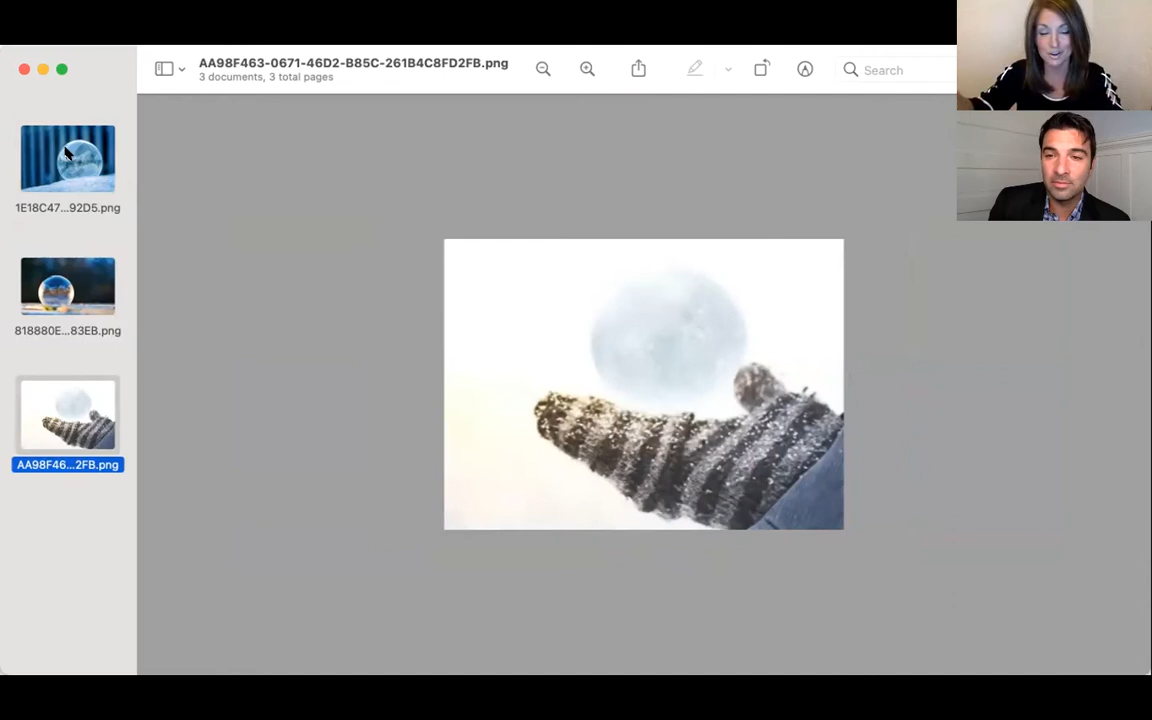 AA98F463-0671-46D2-B85C-261B4C8FD2FB.png
3 documents, 3 total pages
Search
1E18C47...92D5.png
818880E...83EB.png
AA98F46...2FB.png